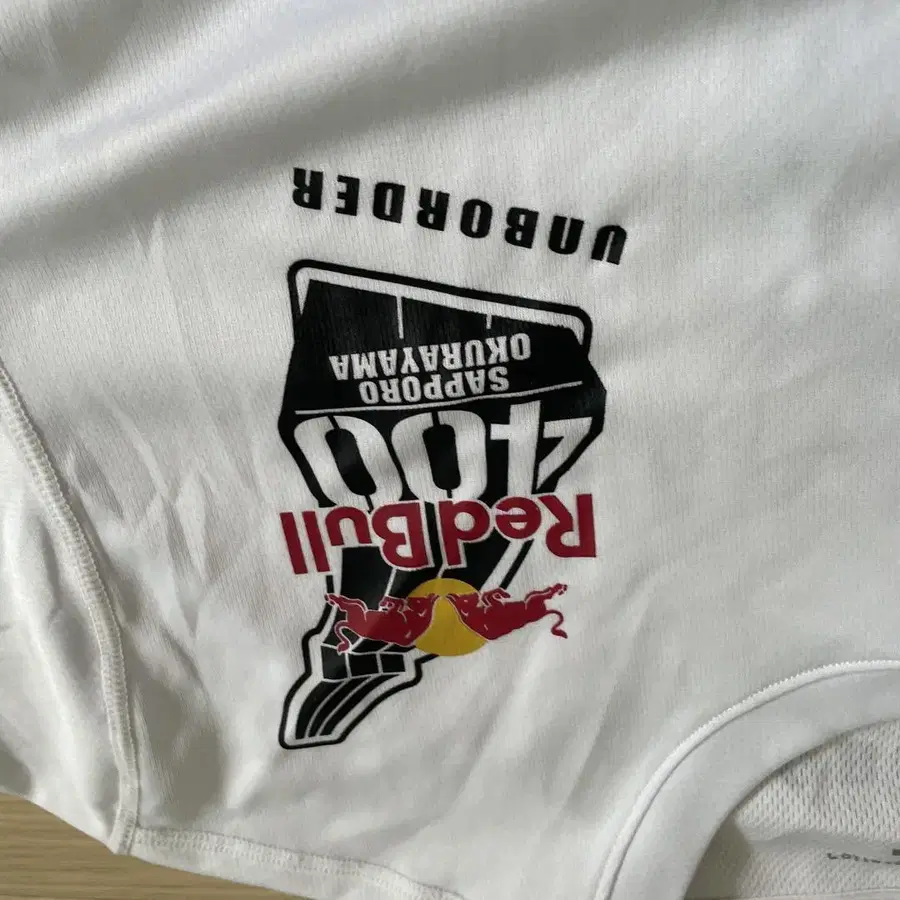 Red Bull
400
SAPPORO
OKURAYAMA
UNBORDER